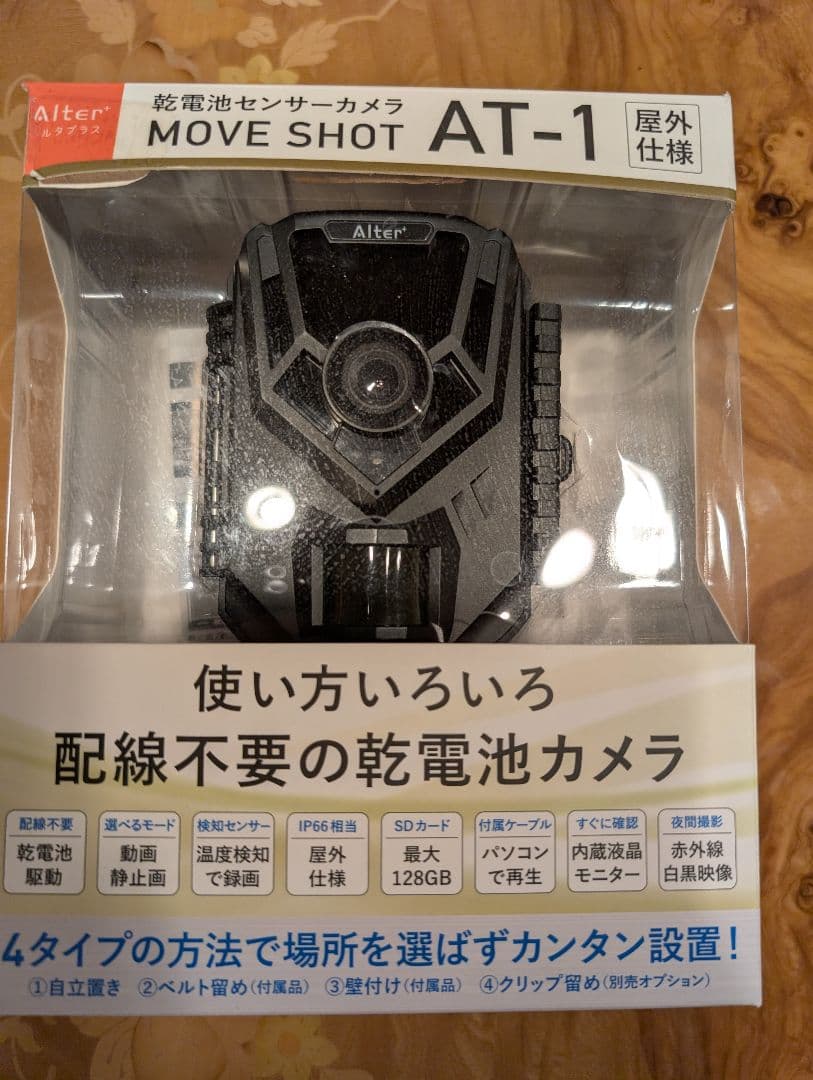 Alter+
ルタプラス
乾電池センサーカメラ
MOVE SHOT AT-1
屋外
仕様
Alter+
使い方いろいろ
配線不要の乾電池カメラ
配線不要
乾電池
駆動
選べるモード
動画
静止画
検知センサー
温度検知
で録画
IP66相当
屋外
仕様
SDカード
最大
128GB
付属ケーブル
パソコン
で再生
すぐに確認
内蔵液晶
モニター
夜間撮影
赤外線
白黒映像
4タイプの方法で場所を選ばずカンタン設置!
①自立置き ②ベルト留め(付属品) ③壁付け(付属品) ④クリップ留め(別売オプション)